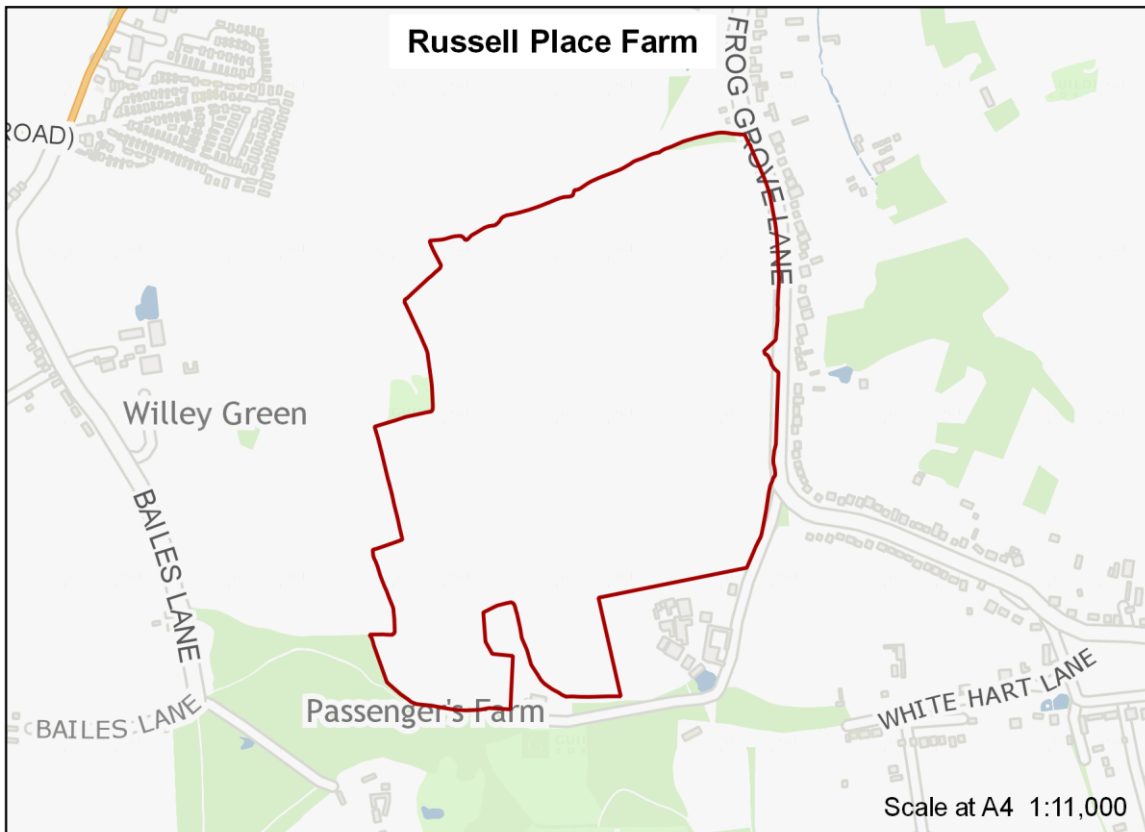 Russell Place Farm
FROG GROVE LANE
ROAD)
Willey Green
BAILES LANE
BAILES LANE
Passenger's Farm
WHITE HART LANE
Scale at A4 1:11,000